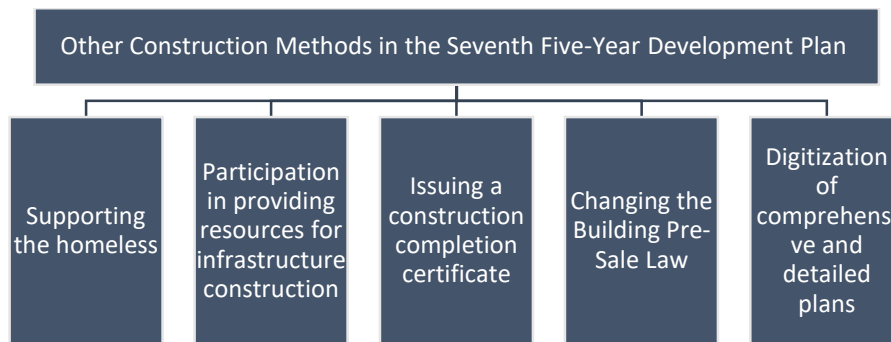 Other Construction Methods in the Seventh Five-Year Development Plan
Supporting
the homeless
Participation
in providing
resources for
infrastructure
construction
Issuing a
construction
completion
certificate
Changing the
Building Pre-
Sale Law
Digitization
of
comprehensi
ve and
detailed
plans